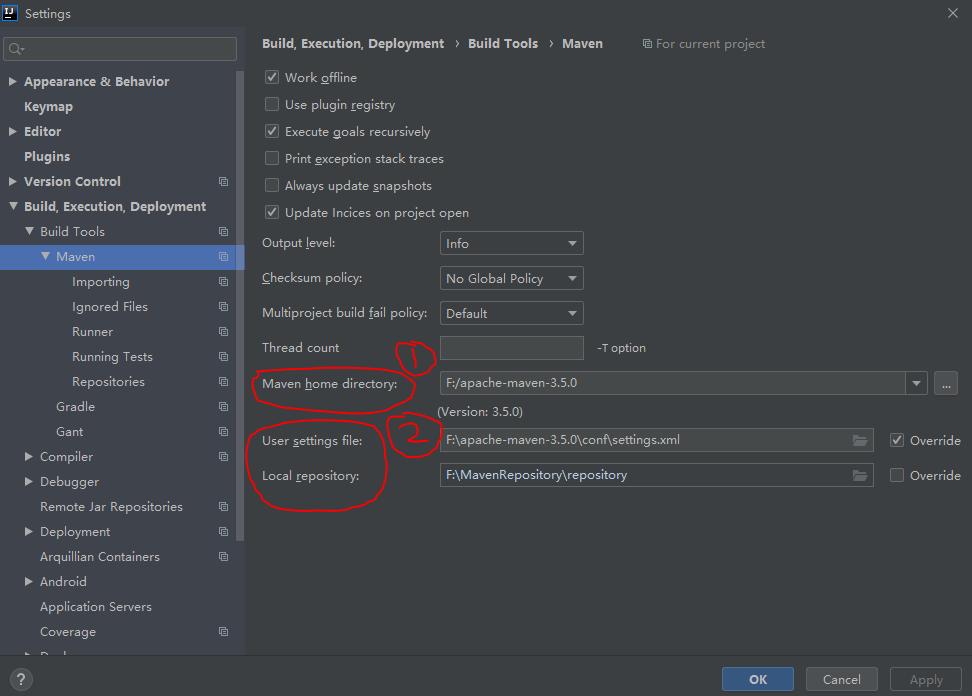 Settings
Build, Execution, Deployment › Build Tools › Maven For current project
Appearance & Behavior
Keymap
Editor
Plugins
Version Control
Build, Execution, Deployment
Build Tools
Maven
Importing
Ignored Files
Runner
Running Tests
Repositories
Gradle
Gant
Compiler
Debugger
Remote Jar Repositories
Deployment
Arquillian Containers
Android
Application Servers
Coverage
Work offline
Use plugin registry
Execute goals recursively
Print exception stack traces
Always update snapshots
Update Incices on project open
Output level: Info
Checksum policy: No Global Policy
Multiproject build fail policy: Default
Thread count -T option
1
Maven home directory: F:/apache-maven-3.5.0 ...
(Version: 3.5.0)
2
User settings file: F:\apache-maven-3.5.0\conf\settings.xml Override
Local repository: F:\MavenRepository\repository Override
? OK Cancel Apply